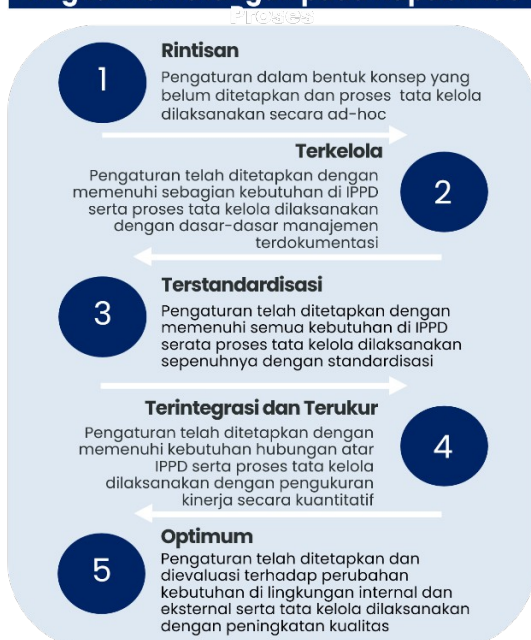 Proses
1
Rintisan
Pengaturan dalam bentuk konsep yang
belum ditetapkan dan proses tata kelola
dilaksanakan secara ad-hoc
Terkelola
Pengaturan telah ditetapkan dengan
memenuhi sebagian kebutuhan di IPPD
serta proses tata kelola dilaksanakan
dengan dasar-dasar manajemen
terdokumentasi
2
3
Terstandardisasi
Pengaturan telah ditetapkan dengan
memenuhi semua kebutuhan di IPPD
serata proses tata kelola dilaksanakan
sepenuhnya dengan standardisasi
Terintegrasi dan Terukur
Pengaturan telah ditetapkan dengan
memenuhi kebutuhan hubungan atar
IPPD serta proses tata kelola
dilaksanakan dengan pengukuran
kinerja secara kuantitatif
4
5
Optimum
Pengaturan telah ditetapkan dan
dievaluasi terhadap perubahan
kebutuhan di lingkungan internal dan
eksternal serta tata kelola dilaksanakan
dengan peningkatan kualitas